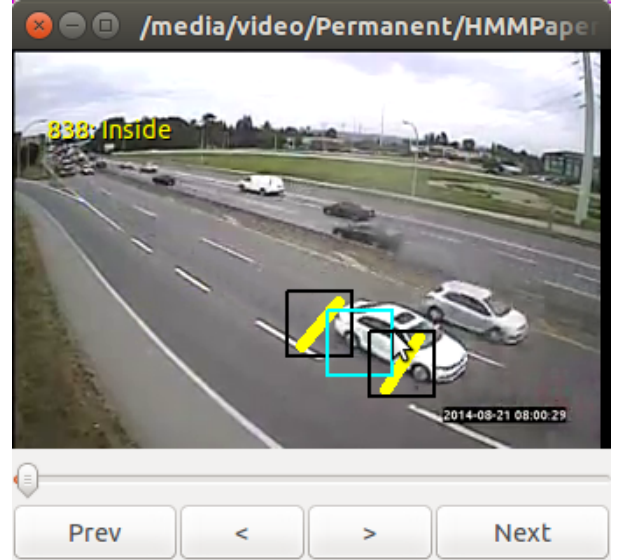 /media/video/Permanent/HMMPaper
838: Inside
2014-08-21 08:00:29
Prev
<
>
Next